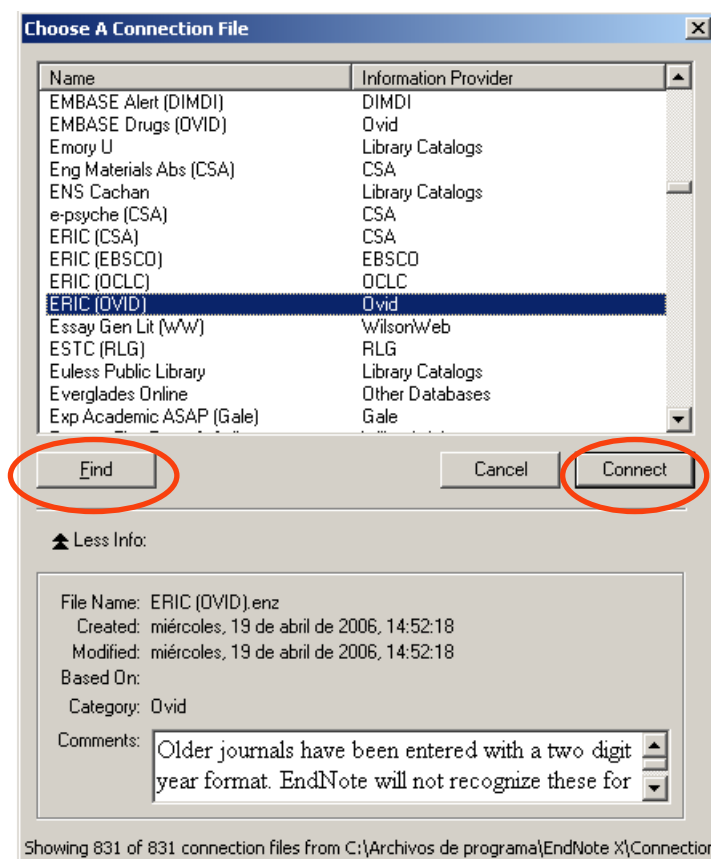 Choose A Connection File
Name Information Provider
EMBASE Alert (DIMDI) DIMDI
EMBASE Drugs (OVID) Ovid
Emory U Library Catalogs
Eng Materials Abs (CSA) CSA
ENS Cachan Library Catalogs
e-psyche (CSA) CSA
ERIC (CSA) CSA
ERIC (EBSCO) EBSCO
ERIC (OCLC) OCLC
ERIC (OVID) Ovid
Essay Gen Lit (WW) WilsonWeb
ESTC (RLG) RLG
Euless Public Library Library Catalogs
Everglades Online Other Databases
Exp Academic ASAP (Gale) Gale
Find Cancel Connect
Less Info:
File Name: ERIC (OVID).enz
Created: miércoles, 19 de abril de 2006, 14:52:18
Modified: miércoles, 19 de abril de 2006, 14:52:18
Based On:
Category: Ovid
Comments: Older journals have been entered with a two digit
year format. EndNote will not recognize these for
Showing 831 of 831 connection files from C:\Archivos de programa\EndNote X\Connection